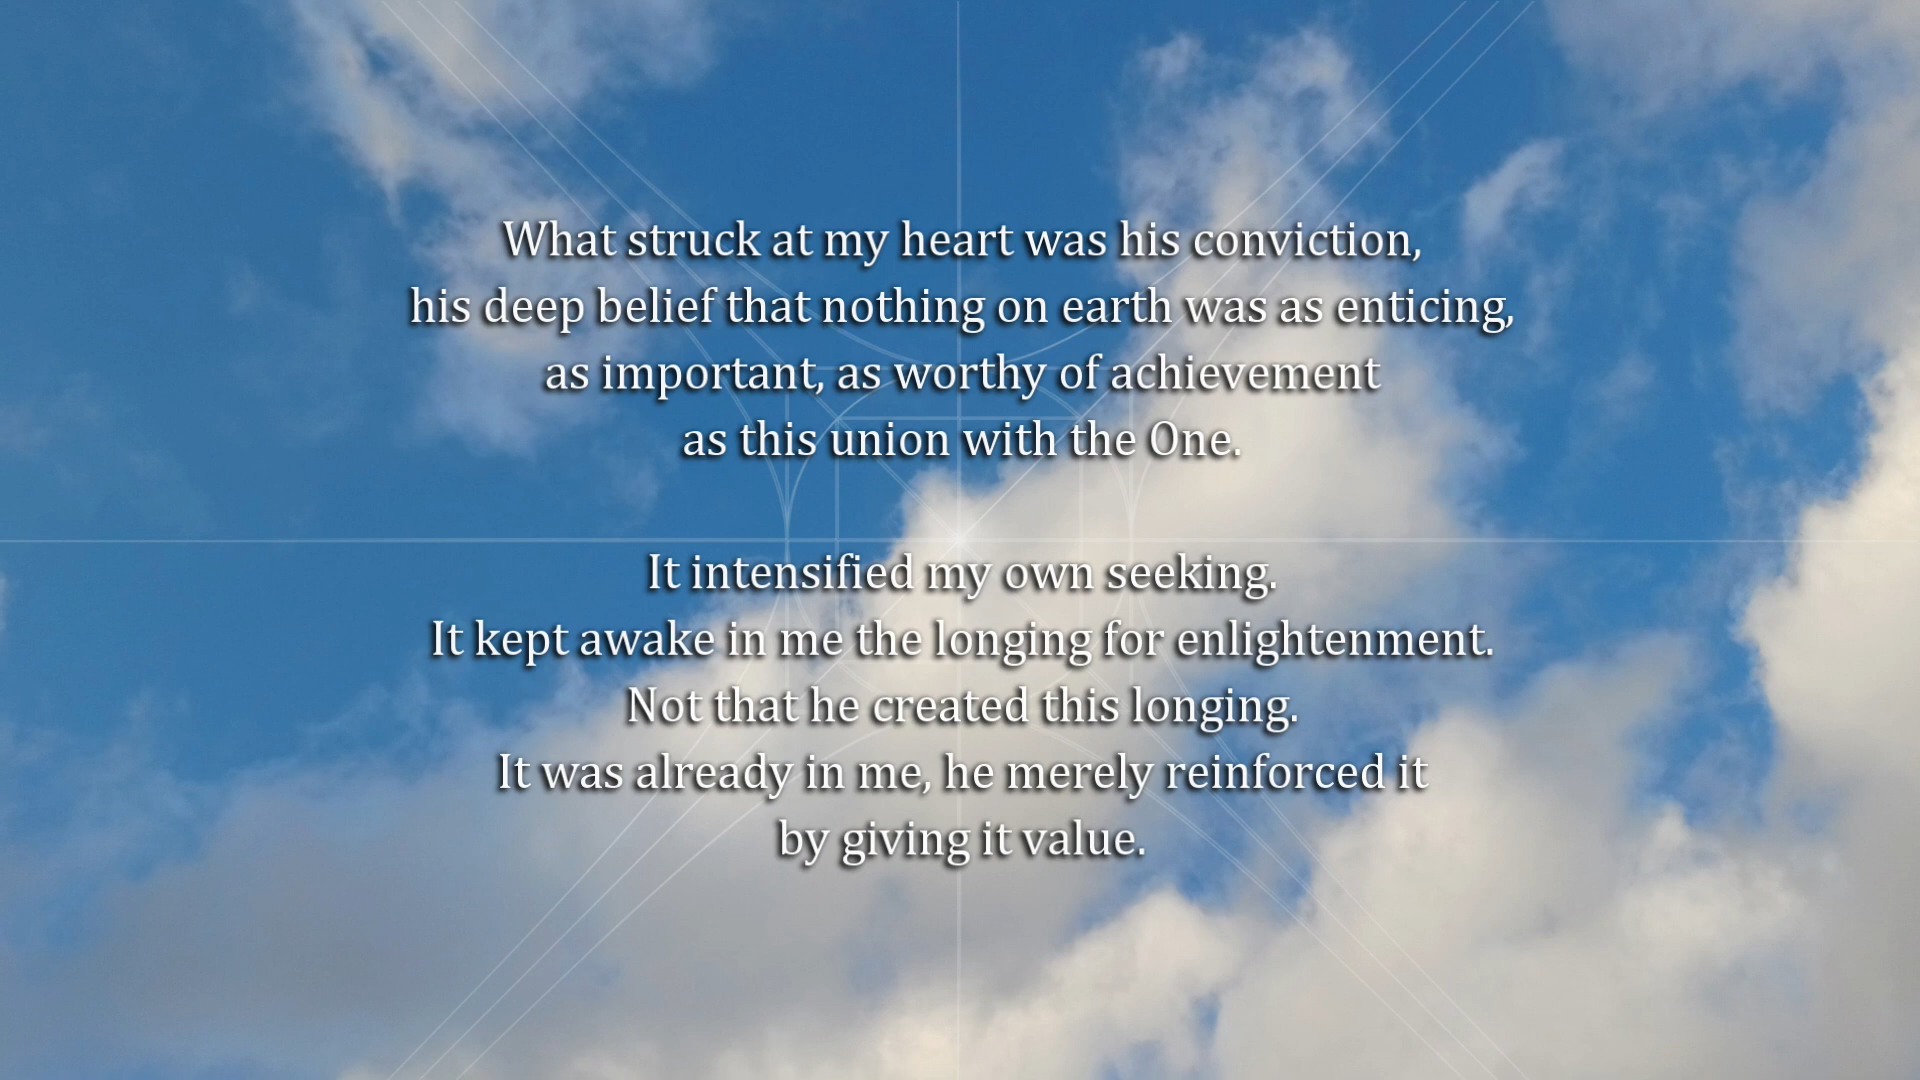 What struck at my heart was his conviction,
his deep belief that nothing on earth was as enticing,
as important, as worthy of achievement
as this union with the One.
It intensified my own seeking.
It kept awake in me the longing for enlightenment.
Not that he created this longing.
It was already in me, he merely reinforced it
by giving it value.